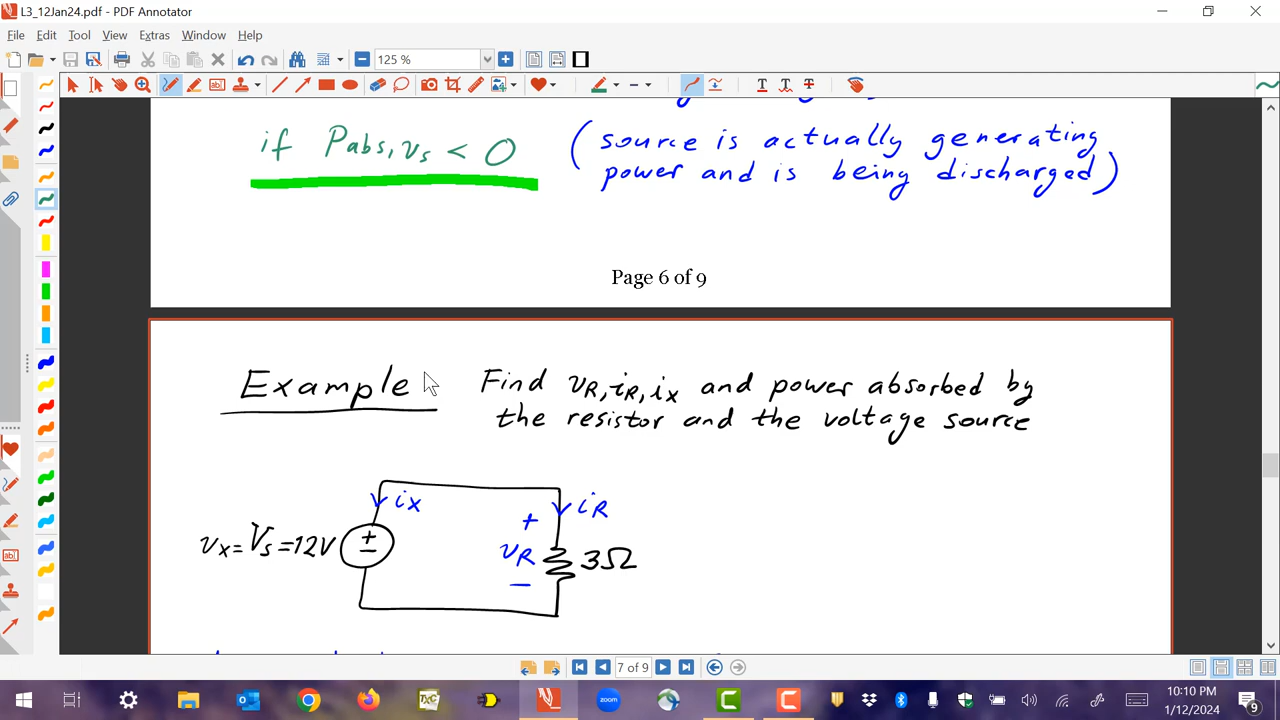 L3_12Jan24.pdf - PDF Annotator
File Edit Tool View Extras Window Help
125 %
if Pabs,vs < 0
(source is actually generating
power and is being discharged)
Page 6 of 9
Example
Find vR, iR, ix and power absorbed by
the resistor and the voltage source
ix
iR
+
vx = Vs = 12V
+
−
vR
3Ω
−
7 of 9
10:10 PM
1/12/2024
9